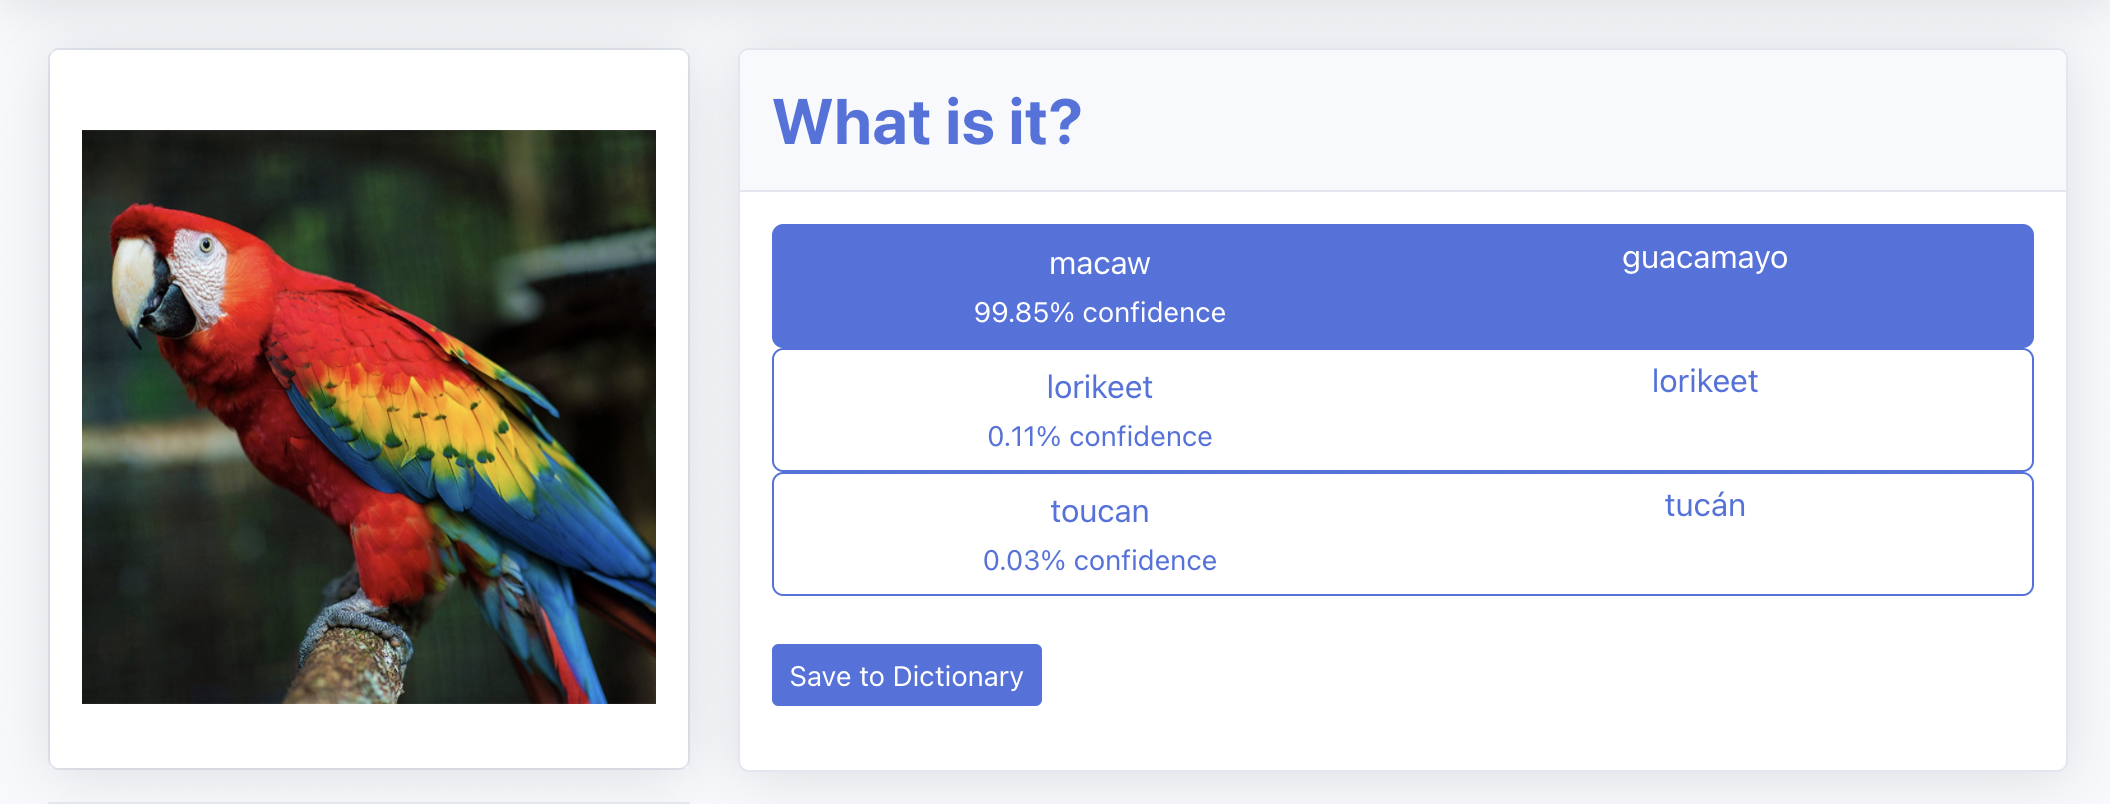 What is it?
macaw
guacamayo
99.85% confidence
lorikeet
lorikeet
0.11% confidence
toucan
tucán
0.03% confidence
Save to Dictionary